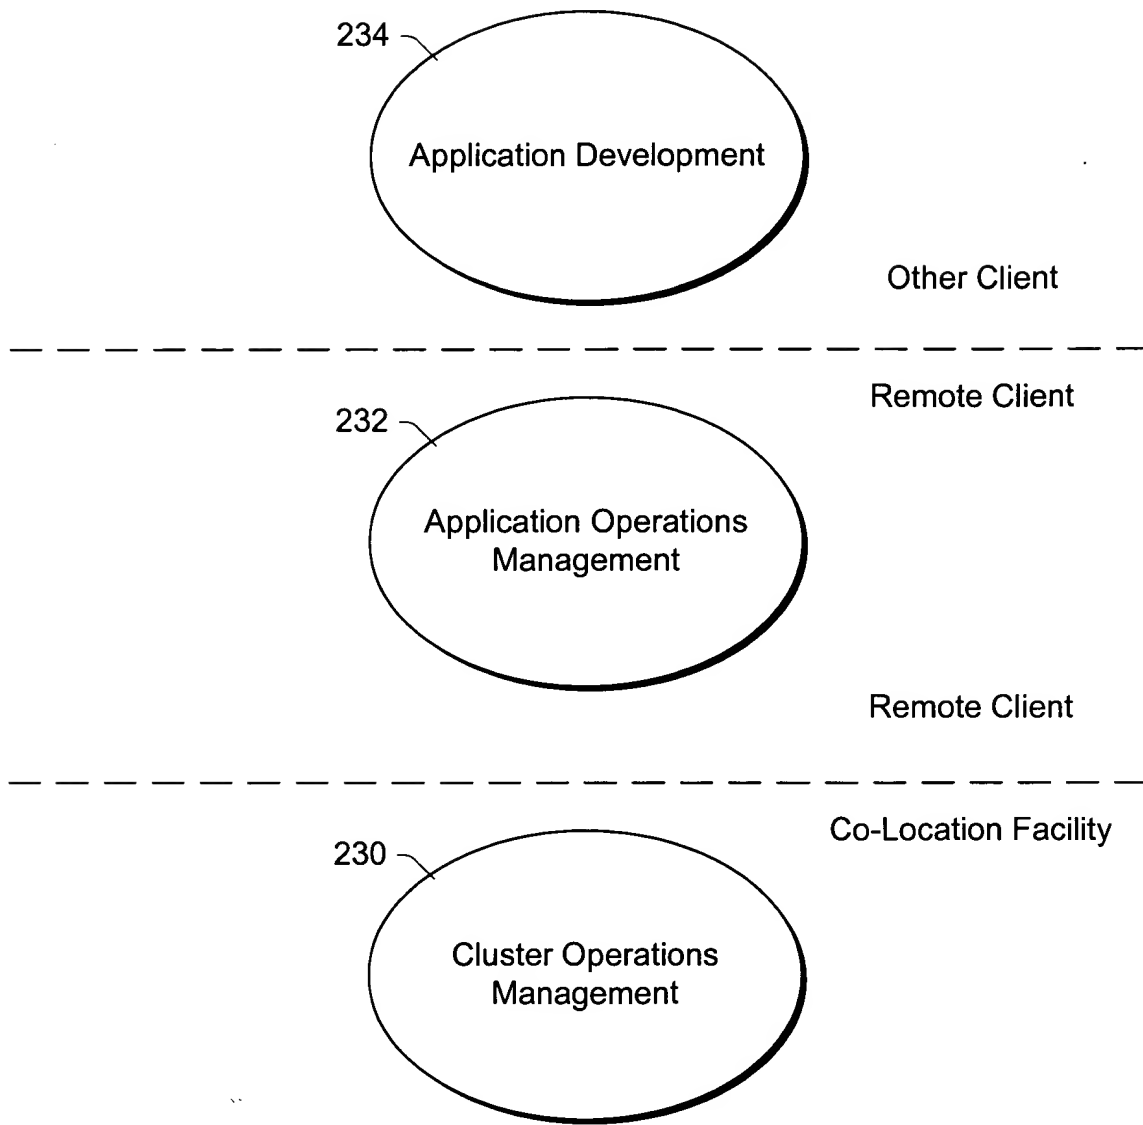 234
Application Development
Other Client
Remote Client
232
Application Operations
Management
Remote Client
Co-Location Facility
230
Cluster Operations
Management